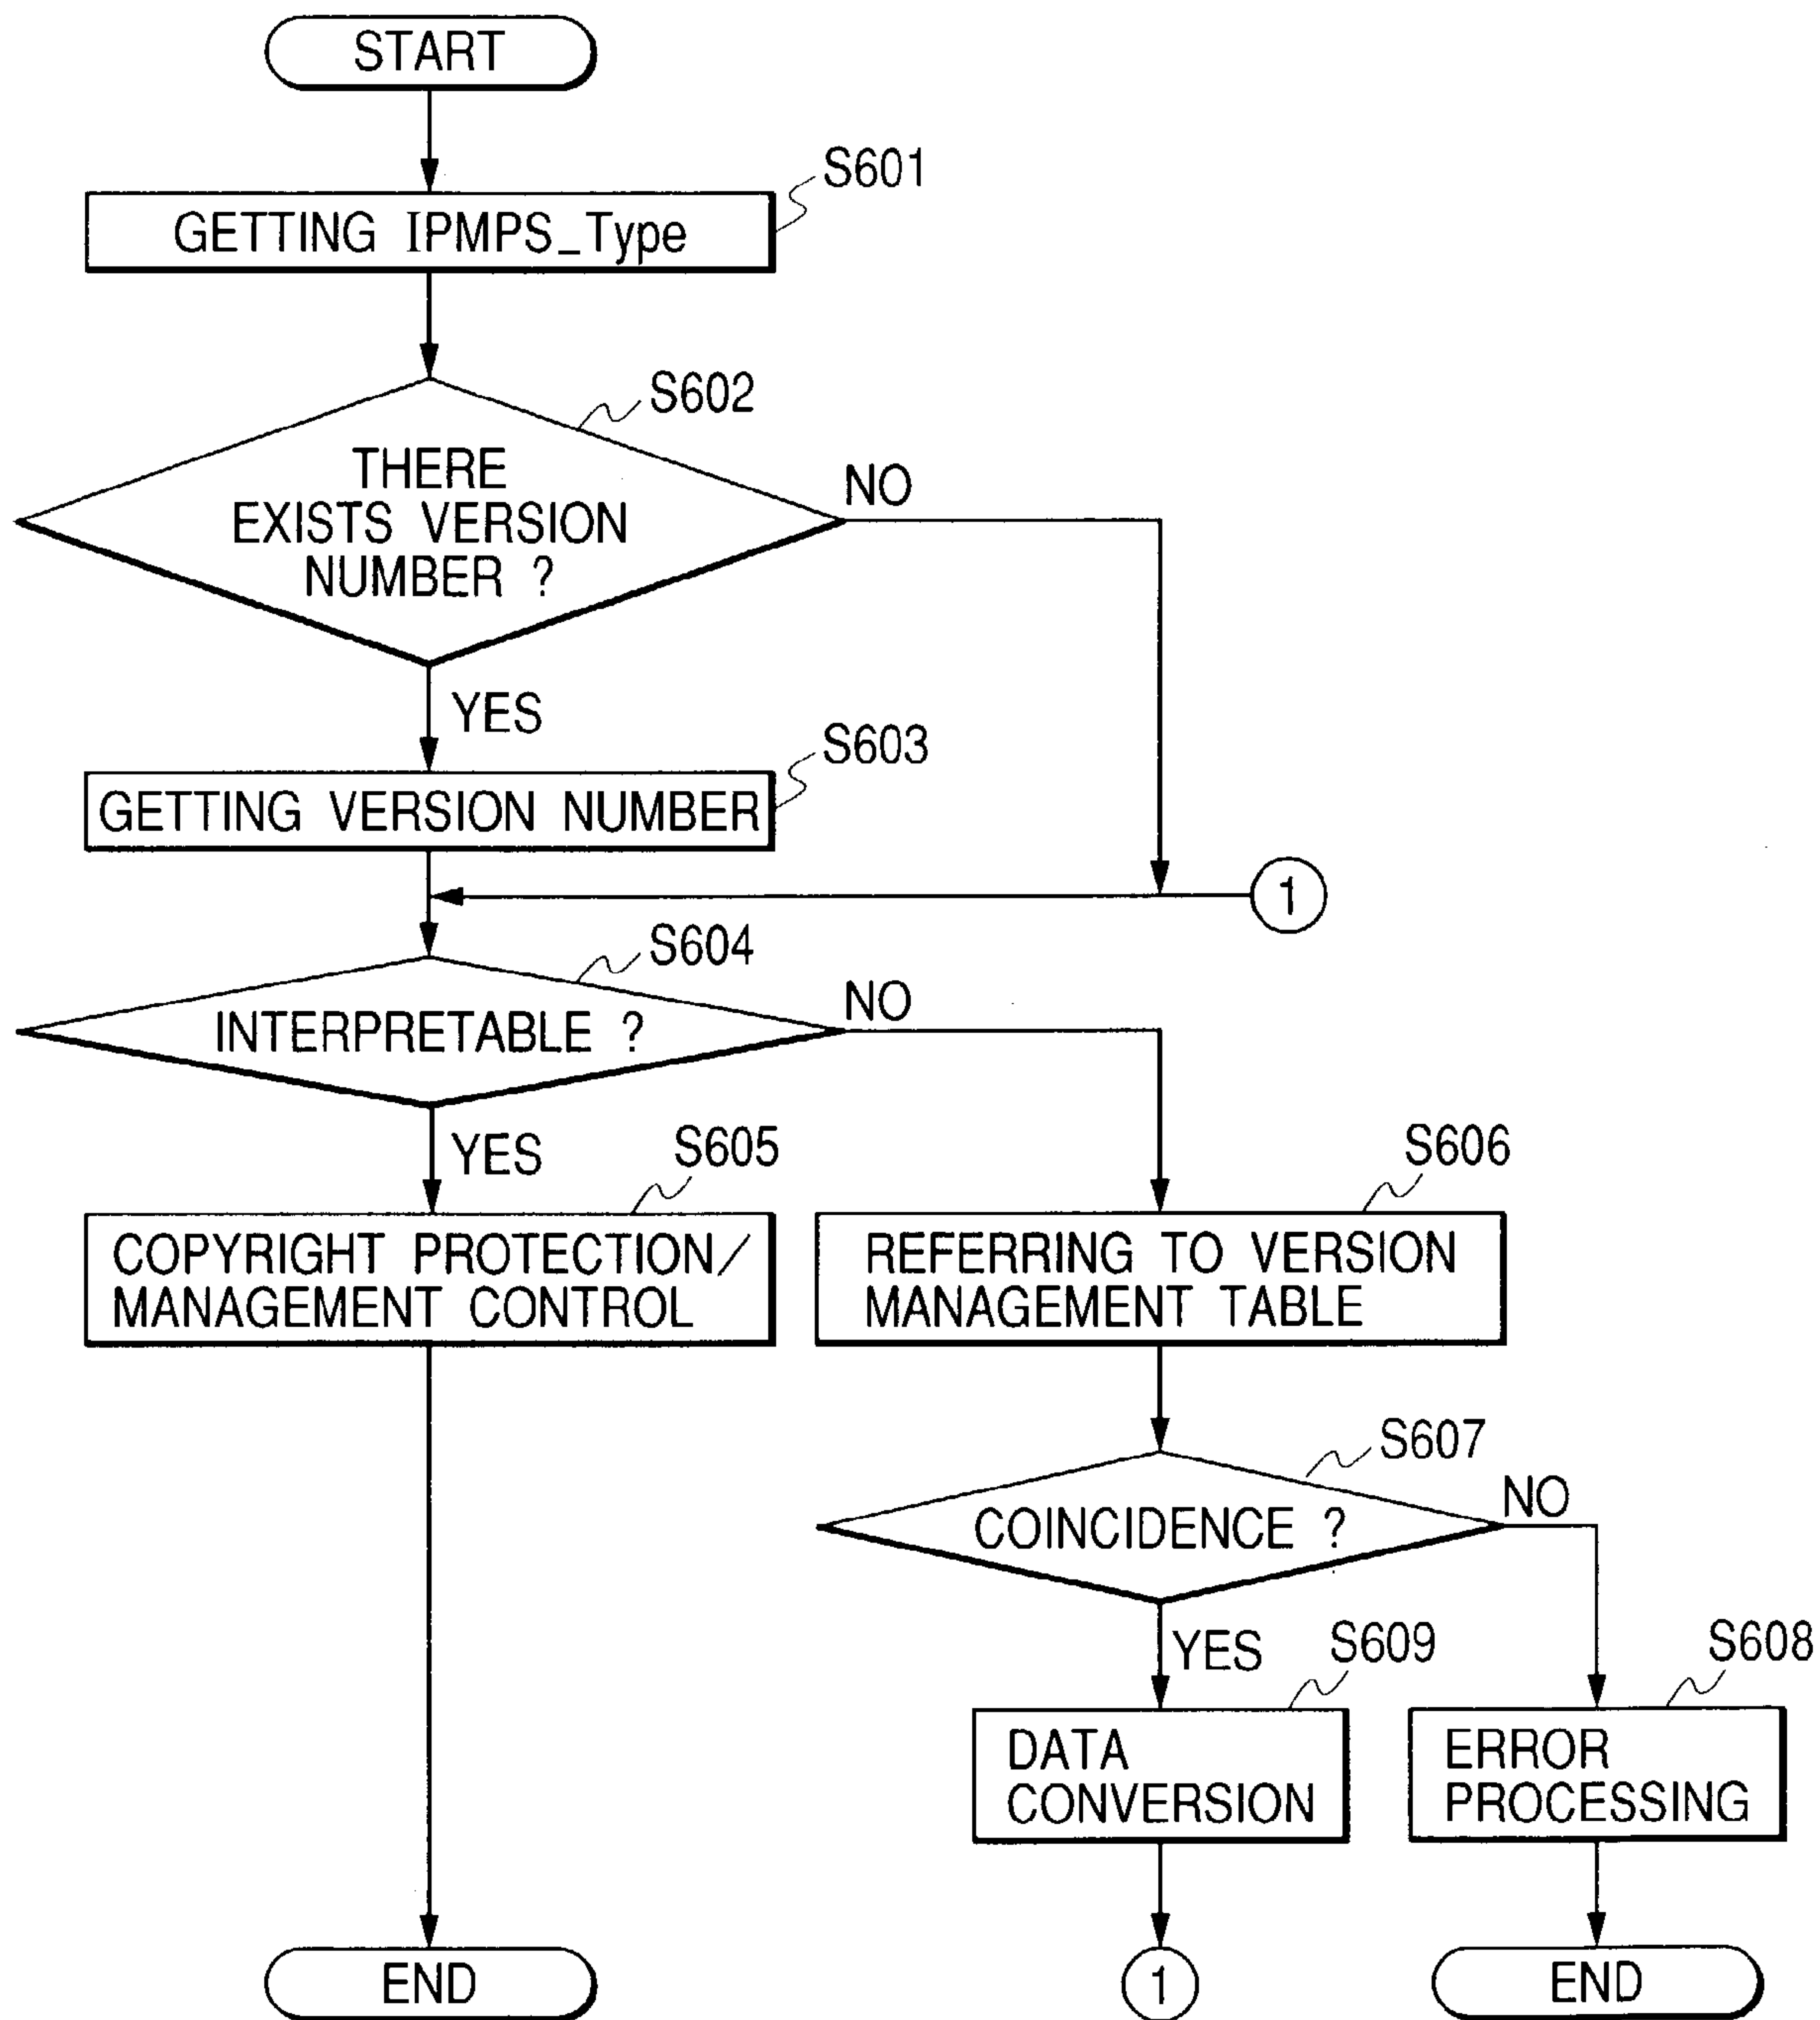 START
S601
GETTING IPMPS_Type
S602
THERE
EXISTS VERSION
NUMBER ?
NO
YES
S603
GETTING VERSION NUMBER
1
S604
INTERPRETABLE ?
NO
YES
S605
COPYRIGHT PROTECTION/
MANAGEMENT CONTROL
S606
REFERRING TO VERSION
MANAGEMENT TABLE
S607
COINCIDENCE ?
NO
YES
S609
DATA
CONVERSION
S608
ERROR
PROCESSING
END
1
END